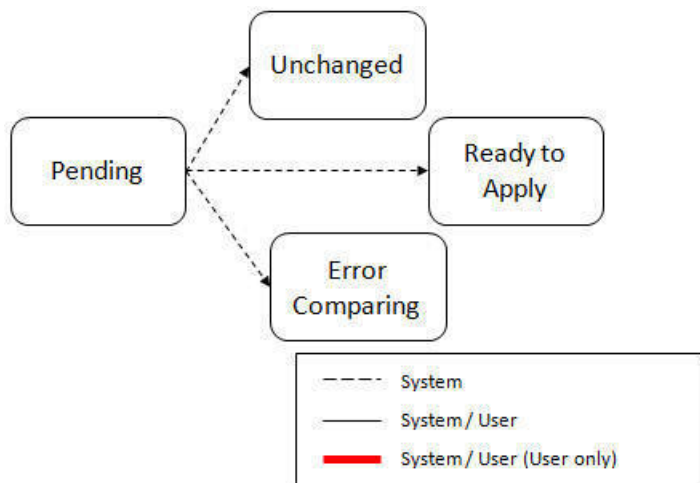 Unchanged
Pending
Ready to
Apply
Error
Comparing
System
System / User
System / User (User only)